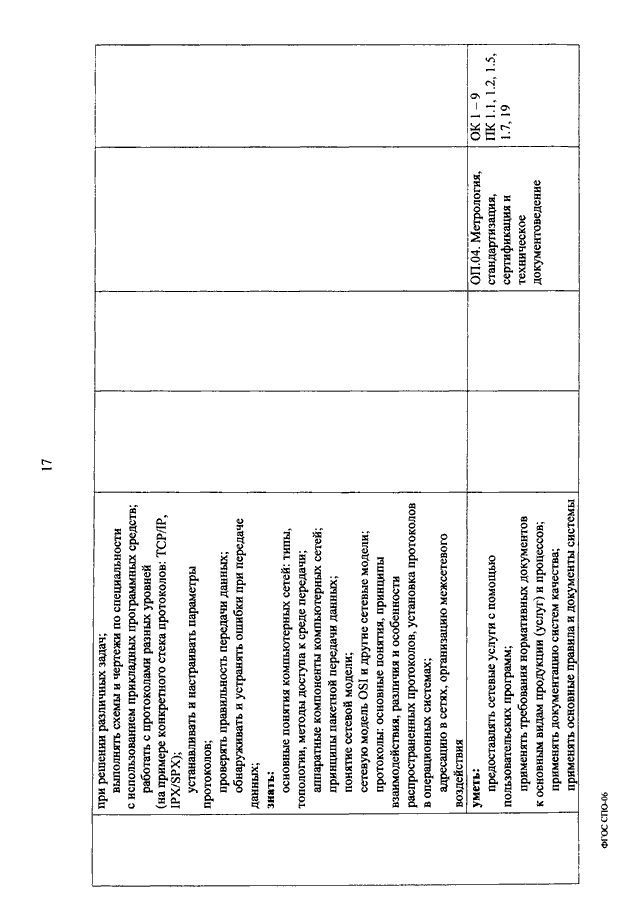 17
при решении различных задач;
выполнять схемы и чертежи по специальности
с использованием прикладных программных средств;
работать с протоколами разных уровней
(на примере конкретного стека протоколов: TCP/IP,
IPX/SPX);
устанавливать и настраивать параметры
протоколов;
проверять правильность передачи данных;
обнаруживать и устранять ошибки при передаче
данных;
знать:
основные понятия компьютерных сетей: типы,
топологии, методы доступа к среде передачи;
аппаратные компоненты компьютерных сетей;
принципы пакетной передачи данных;
понятие сетевой модели;
сетевую модель OSI и другие сетевые модели;
протоколы: основные понятия, принципы
взаимодействия, различия и особенности
распространенных протоколов, установка протоколов
в операционных системах;
адресацию в сетях, организацию межсетевого
воздействия
уметь:
предоставлять сетевые услуги с помощью
пользовательских программ;
применять требования нормативных документов
к основным видам продукции (услуг) и процессов;
применять документацию систем качества;
применять основные правила и документы системы
ОП.04. Метрология,
стандартизация,
сертификация и
техническое
документоведение
ОК 1 – 9
ПК 1.1, 1.2, 1.5,
1.7, 19
ФГОС СПО-06